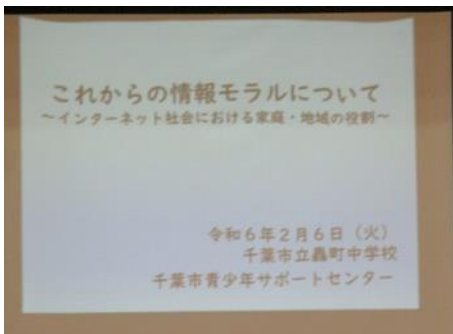 これからの情報モラルについて
～インターネット社会における家庭・地域の役割～
令和6年2月6日（火）
千葉市立轟町中学校
千葉市青少年サポートセンター